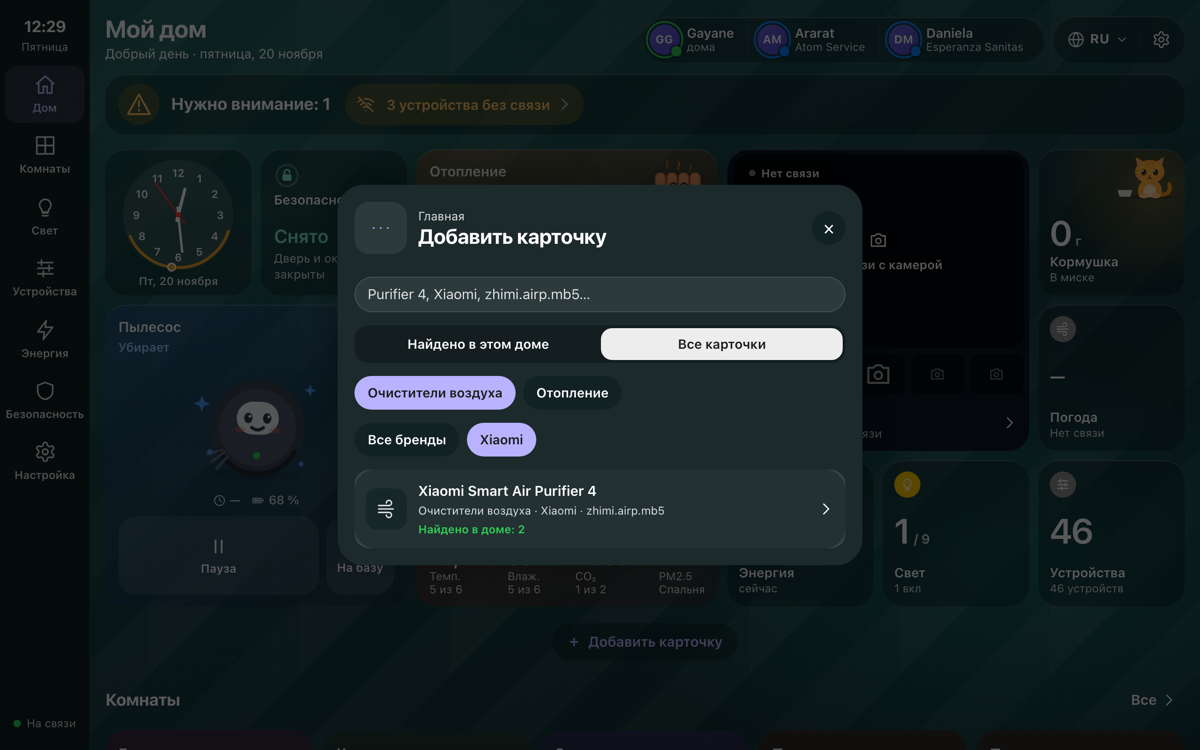 12:29
Пятница
Дом
Комнаты
Свет
Устройства
Энергия
Безопасность
Настройка
На связи
Мой дом
Добрый день · пятница, 20 ноября
GG
Gayane
дома
AM
Ararat
Atom Service
DM
Daniela
Esperanza Sanitas
RU
Нужно внимание: 1
3 устройства без связи
12
1
2
3
4
5
6
7
8
9
10
11
Пт, 20 ноября
Снято
закрыты
Отопление
Нет связи
зи с камерой
0 г
Кормушка
В миске
Пылесос
Убирает
—
68 %
Пауза
На базу
Главная
Добавить карточку
Purifier 4, Xiaomi, zhimi.airp.mb5...
Найдено в этом доме
Все карточки
Очистители воздуха
Отопление
Все бренды
Xiaomi
Xiaomi Smart Air Purifier 4
Очистители воздуха · Xiaomi · zhimi.airp.mb5
Найдено в доме: 2
—
Погода
Нет связи
Темп.
5 из 6
Влаж.
5 из 6
CO₂
1 из 2
PM2.5
Спальня
Энергия
сейчас
1 / 9
Свет
1 вкл
46
Устройства
46 устройств
+ Добавить карточку
Комнаты
Все